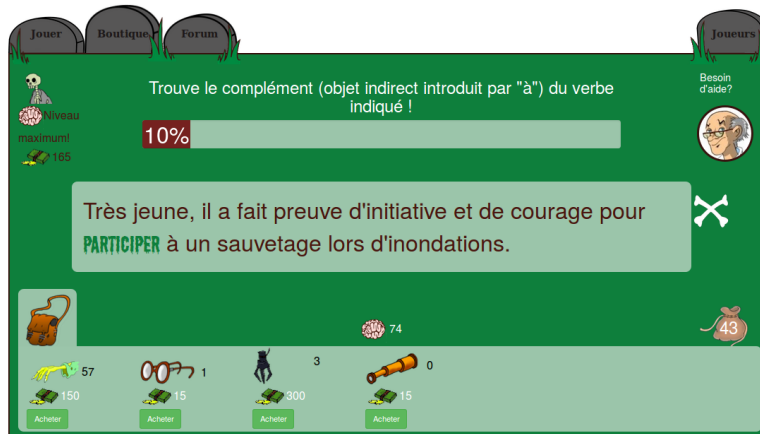 Jouer
Boutique
Forum
Joueurs
Besoin
d'aide?
Trouve le complément (objet indirect introduit par "à") du verbe
indiqué !
Niveau
maximum!
165
10%
Très jeune, il a fait preuve d'initiative et de courage pour
PARTICIPER à un sauvetage lors d'inondations.
74
43
57
1
3
0
150
15
300
15
Acheter
Acheter
Acheter
Acheter